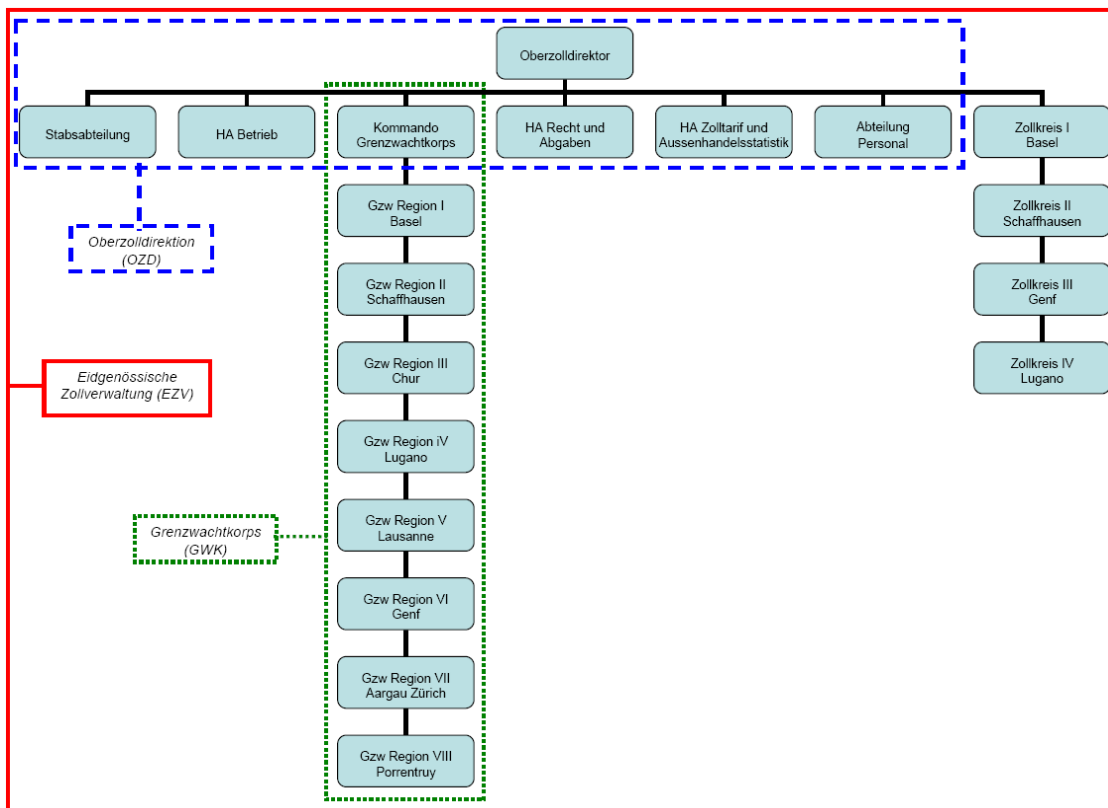 Oberzolldirektor
Stabsabteilung
HA Betrieb
Kommando
Grenzwachtkorps
HA Recht und
Abgaben
HA Zolltarif und
Aussenhandelsstatistik
Abteilung
Personal
Zollkreis I
Basel
Gzw Region I
Basel
Zollkreis II
Schaffhausen
Oberzolldirektion
(OZD)
Gzw Region II
Schaffhausen
Zollkreis III
Genf
Gzw Region III
Chur
Zollkreis IV
Lugano
Eidgenössische
Zollverwaltung (EZV)
Gzw Region iV
Lugano
Gzw Region V
Lausanne
Grenzwachtkorps
(GWK)
Gzw Region VI
Genf
Gzw Region VII
Aargau Zürich
Gzw Region VIII
Porrentruy